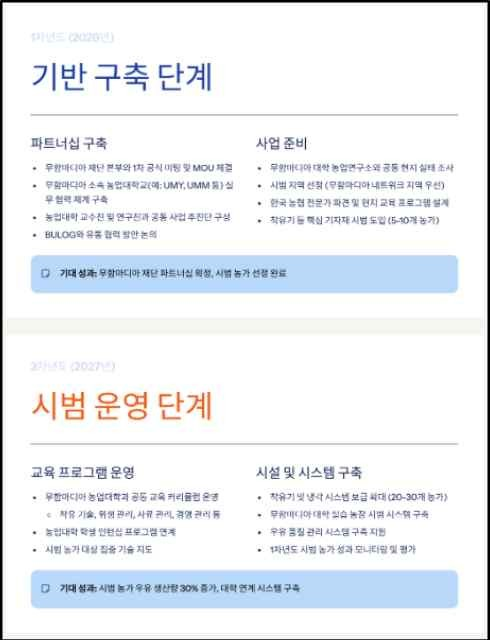 1차년도 (2026년)
기반 구축 단계
파트너십 구축
무함마디아 재단 본부와 1차 공식 미팅 및 MOU 체결
무함마디아 소속 농업대학교(예: UMY, UMM 등) 실
무 협력 체계 구축
농업대학 교수진 및 연구진과 공동 사업 추진단 구성
BULOG와 유통 협력 방안 논의
사업 준비
무함마디아 대학 농업연구소와 공동 현지 실태 조사
시범 지역 선정 (무함마디아 네트워크 지역 우선)
한국 농협 전문가 파견 및 현지 교육 프로그램 설계
착유기 등 핵심 기자재 시범 도입 (5-10개 농가)
기대 성과: 무함마디아 재단 파트너십 확정, 시범 농가 선정 완료
2차년도 (2027년)
시범 운영 단계
교육 프로그램 운영
무함마디아 농업대학과 공동 교육 커리큘럼 운영
착유 기술, 위생 관리, 사료 관리, 경영 관리 등
농업대학 학생 인턴십 프로그램 연계
시범 농가 대상 집중 기술 지도
시설 및 시스템 구축
착유기 및 냉각 시스템 보급 확대 (20-30개 농가)
무함마디아 대학 실습 농장 시범 시스템 구축
우유 품질 관리 시스템 구축 지원
1차년도 시범 농가 성과 모니터링 및 평가
기대 성과: 시범 농가 우유 생산량 30% 증가, 대학 연계 시스템 구축